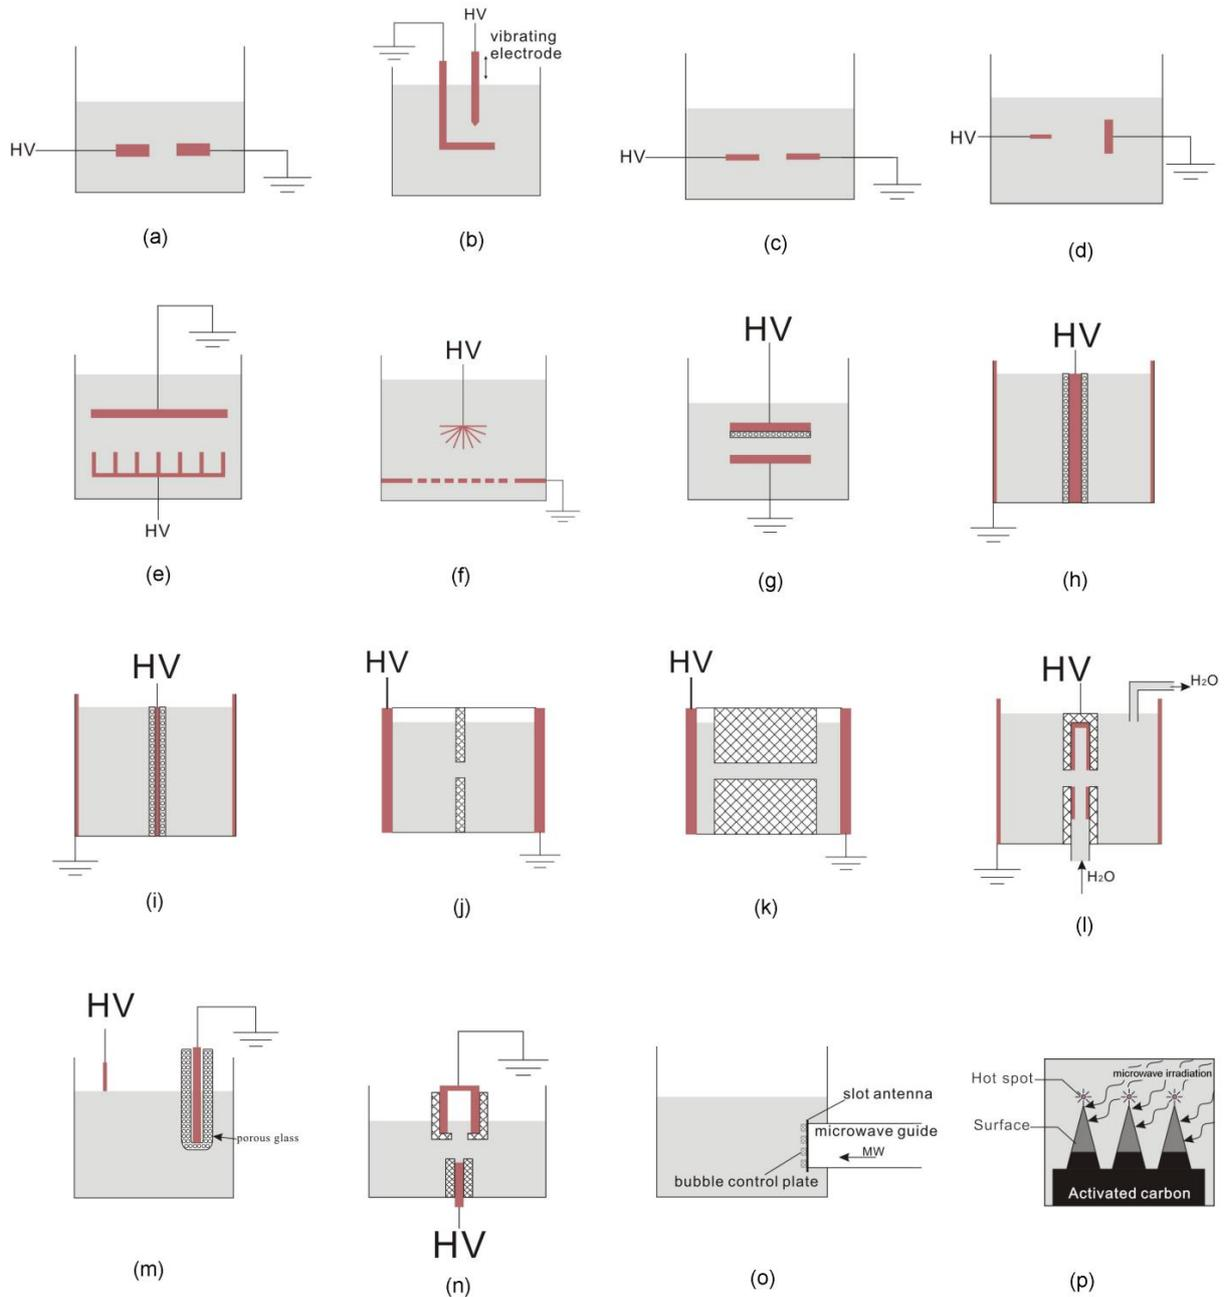 HV
vibrating
electrode
HV
HV
HV
(a)
(b)
(c)
(d)
HV
HV
HV
HV
(e)
(f)
(g)
(h)
HV
HV
HV
HV
H₂O
H₂O
(i)
(j)
(k)
(l)
HV
porous glass
HV
slot antenna
microwave guide
MW
bubble control plate
Hot spot
microwave irradiation
Surface
Activated carbon
(m)
(n)
(o)
(p)